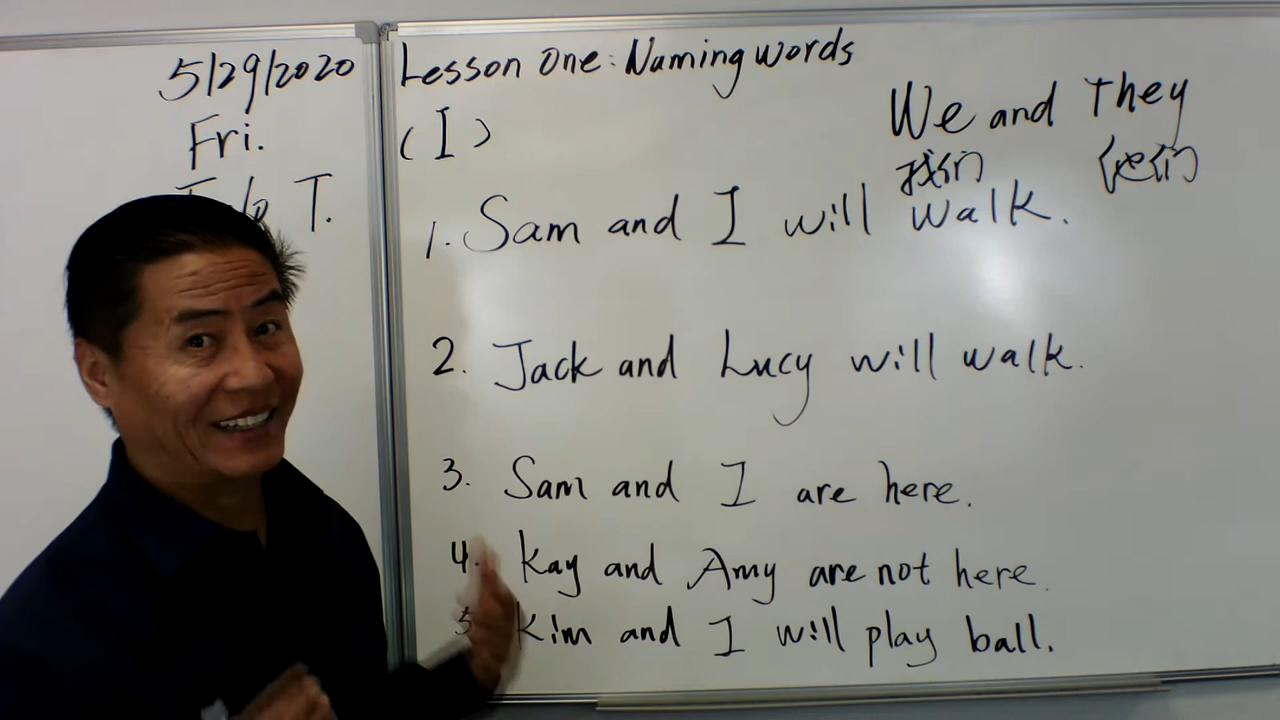 5/29/2020
Fri.
T.
Lesson One: Naming words
(I)
We and They
我们 他们
1. Sam and I will walk.
2. Jack and Lucy will walk.
3. Sam and I are here.
4. Kay and Amy are not here.
5. Kim and I will play ball.